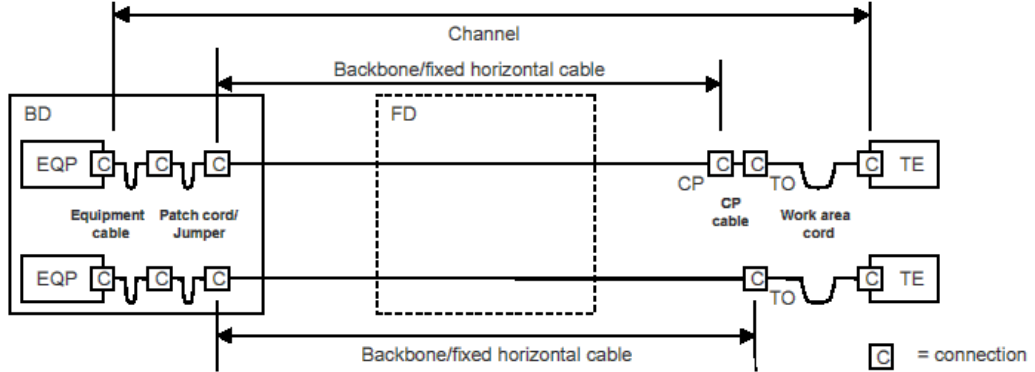 Channel
Backbone/fixed horizontal cable
BD
FD
EQP C C C C C C TE
CP TO
Equipment cable
Patch cord/ Jumper
CP cable
Work area cord
EQP C C C C C TE
TO
Backbone/fixed horizontal cable
C = connection